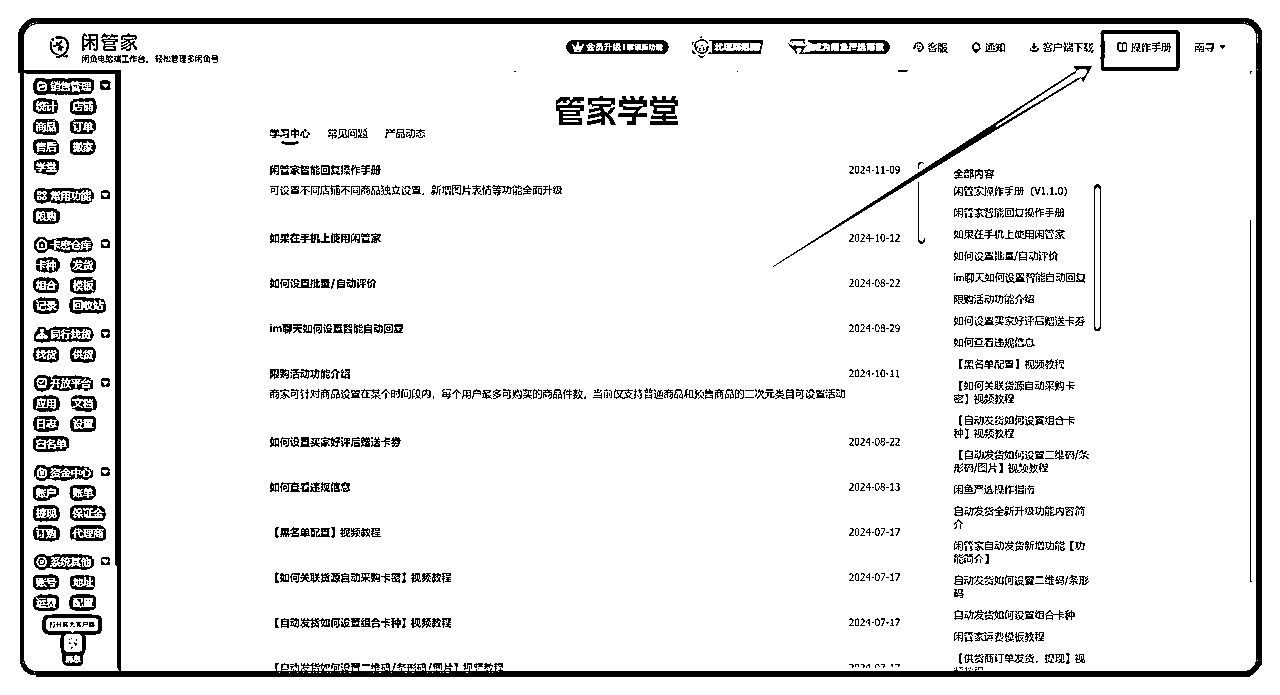 闲管家
闲鱼电脑端工作台，轻松管理多闲鱼号
会员升级|解锁新功能
客服
通知
客户端下载
操作手册
南寻
销售管理
统计 店铺
商品 订单
售后 搬家
学堂
常用功能
限购
卡密仓库
卡种 发货
组合 模板
记录 回收站
同行找货
找货 供货
开放平台
应用 文档
日志 设置
白名单
资金中心
账户 账单
提现 保证金
订购 代理商
系统其他
账号 地址
运费 配置
管家学堂
学习中心 常见问题 产品动态
闲管家智能回复操作手册 2024-11-09
可设置不同店铺不同商品独立设置，新增图片表情等功能全面升级
如果在手机上使用闲管家 2024-10-12
如何设置批量/自动评价 2024-08-22
im聊天如何设置智能自动回复 2024-08-29
限购活动功能介绍 2024-10-11
商家可针对商品设置在某个时间段内，每个用户最多可购买的商品件数，当前仅支持普通商品和预售商品的二次元类目可设置活动
如何设置买家好评后赠送卡券 2024-08-22
如何查看违规信息 2024-08-13
【黑名单配置】视频教程 2024-07-17
【如何关联货源自动采购卡密】视频教程 2024-07-17
【自动发货如何设置组合卡种】视频教程 2024-07-17
【自动发货如何设置二维码/条形码/图片】视频教程 2024-07-17
全部内容
闲管家操作手册（V1.1.0）
闲管家智能回复操作手册
如果在手机上使用闲管家
如何设置批量/自动评价
im聊天如何设置智能自动回复
限购活动功能介绍
如何设置买家好评后赠送卡券
如何查看违规信息
【黑名单配置】视频教程
【如何关联货源自动采购卡
密】视频教程
【自动发货如何设置组合卡
种】视频教程
【自动发货如何设置二维码/条
形码/图片】视频教程
闲鱼严选操作指南
自动发货全新升级功能内容简
介
闲管家自动发货新增功能【功
能简介】
自动发货如何设置二维码/条形
码
自动发货如何设置组合卡种
闲管家运费模板教程
【供货商订单发货，提现】视
频教程